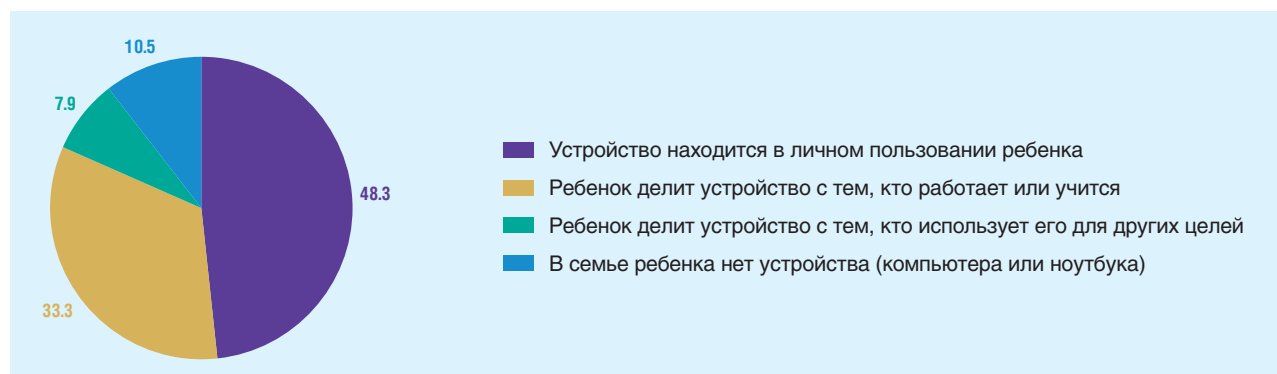 10.5
7.9
48.3
33.3
Устройство находится в личном пользовании ребенка
Ребенок делит устройство с тем, кто работает или учится
Ребенок делит устройство с тем, кто использует его для других целей
В семье ребенка нет устройства (компьютера или ноутбука)